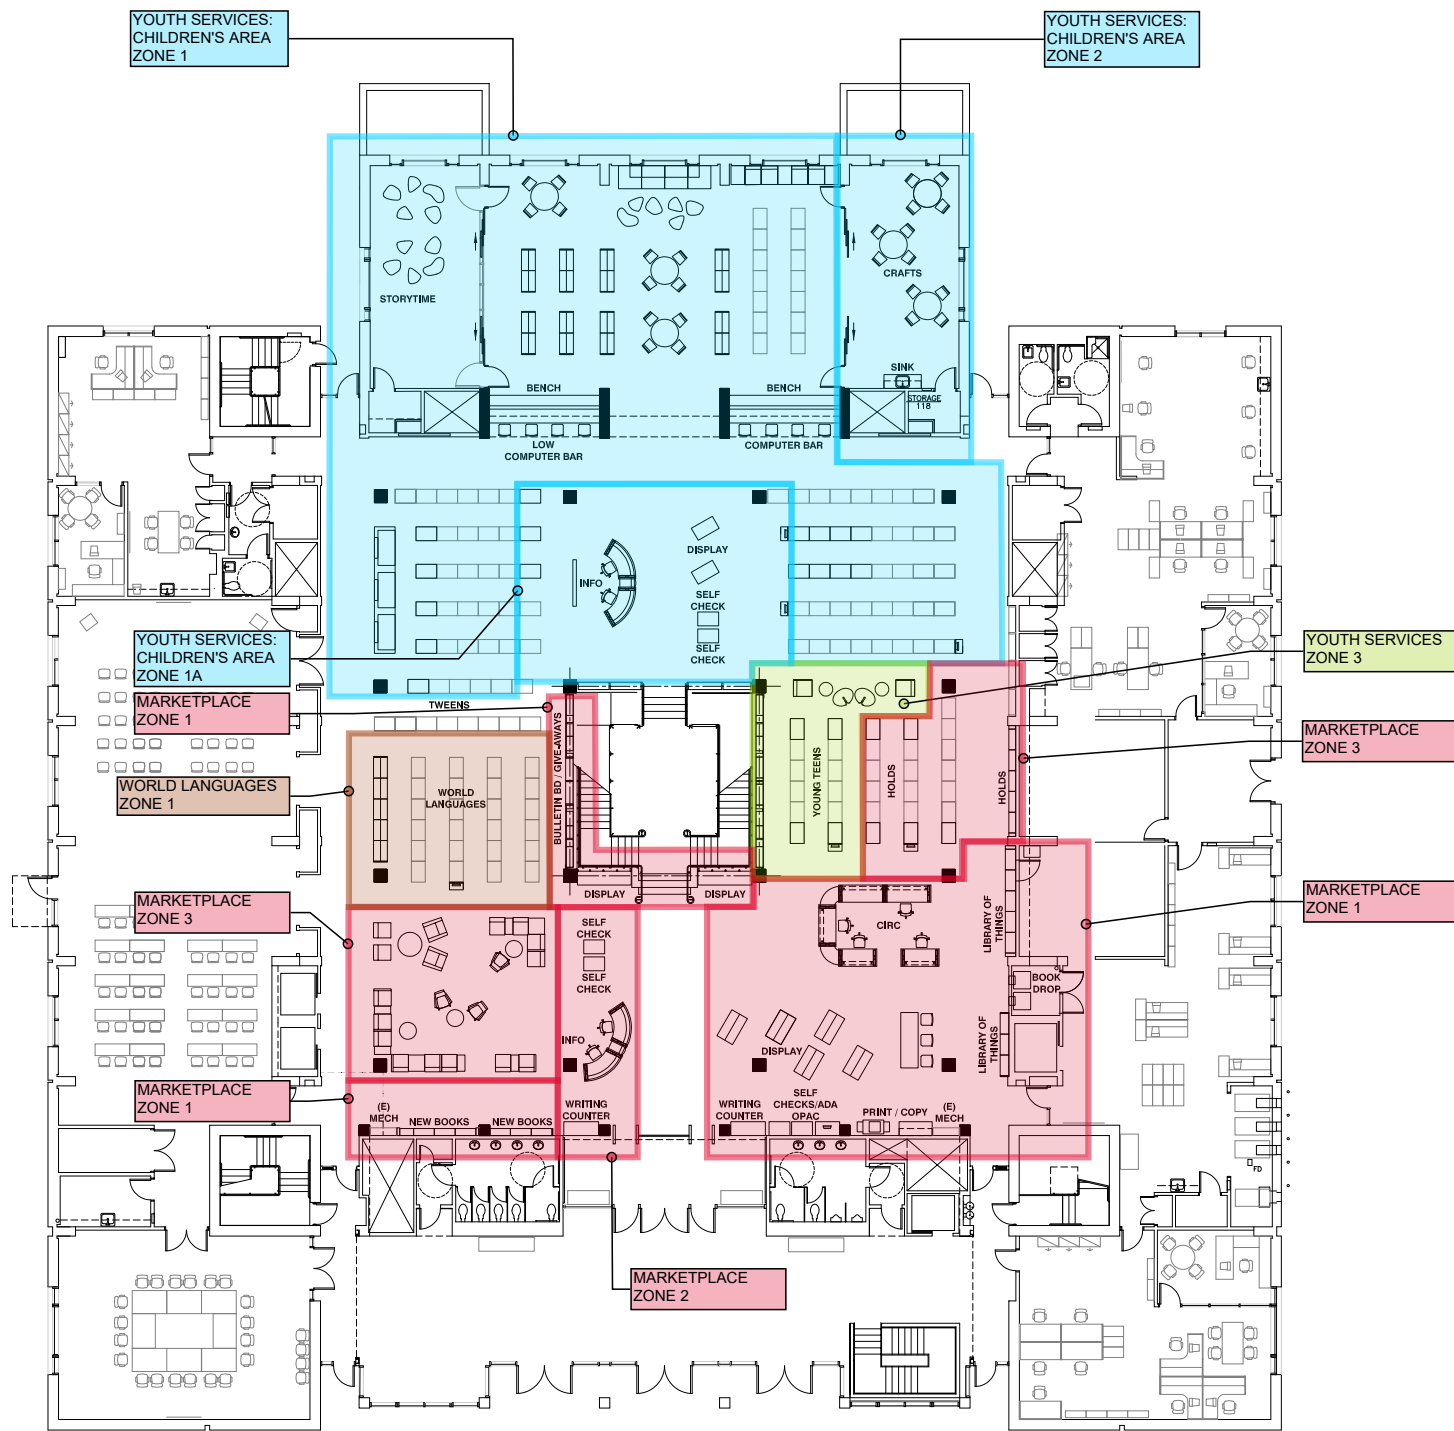 YOUTH SERVICES:
CHILDREN'S AREA
ZONE 1
YOUTH SERVICES:
CHILDREN'S AREA
ZONE 2
STORYTIME
CRAFTS
SINK
STORAGE
118
BENCH
BENCH
LOW
COMPUTER BAR
COMPUTER BAR
DISPLAY
INFO
SELF
CHECK
SELF
CHECK
YOUTH SERVICES:
CHILDREN'S AREA
ZONE 1A
YOUTH SERVICES
ZONE 3
MARKETPLACE
ZONE 1
TWEENS
BULLETIN BD / GIVE-AWAYS
YOUNG TEENS
HOLDS
HOLDS
MARKETPLACE
ZONE 3
WORLD LANGUAGES
ZONE 1
WORLD
LANGUAGES
DISPLAY
DISPLAY
MARKETPLACE
ZONE 3
MARKETPLACE
ZONE 1
SELF
CHECK
SELF
CHECK
CIRC
LIBRARY OF
THINGS
BOOK
DROP
INFO
DISPLAY
LIBRARY OF
THINGS
MARKETPLACE
ZONE 1
(E)
MECH
NEW BOOKS
NEW BOOKS
WRITING
COUNTER
WRITING
COUNTER
SELF
CHECKS/ADA
OPAC
PRINT / COPY
(E)
MECH
FD
MARKETPLACE
ZONE 2